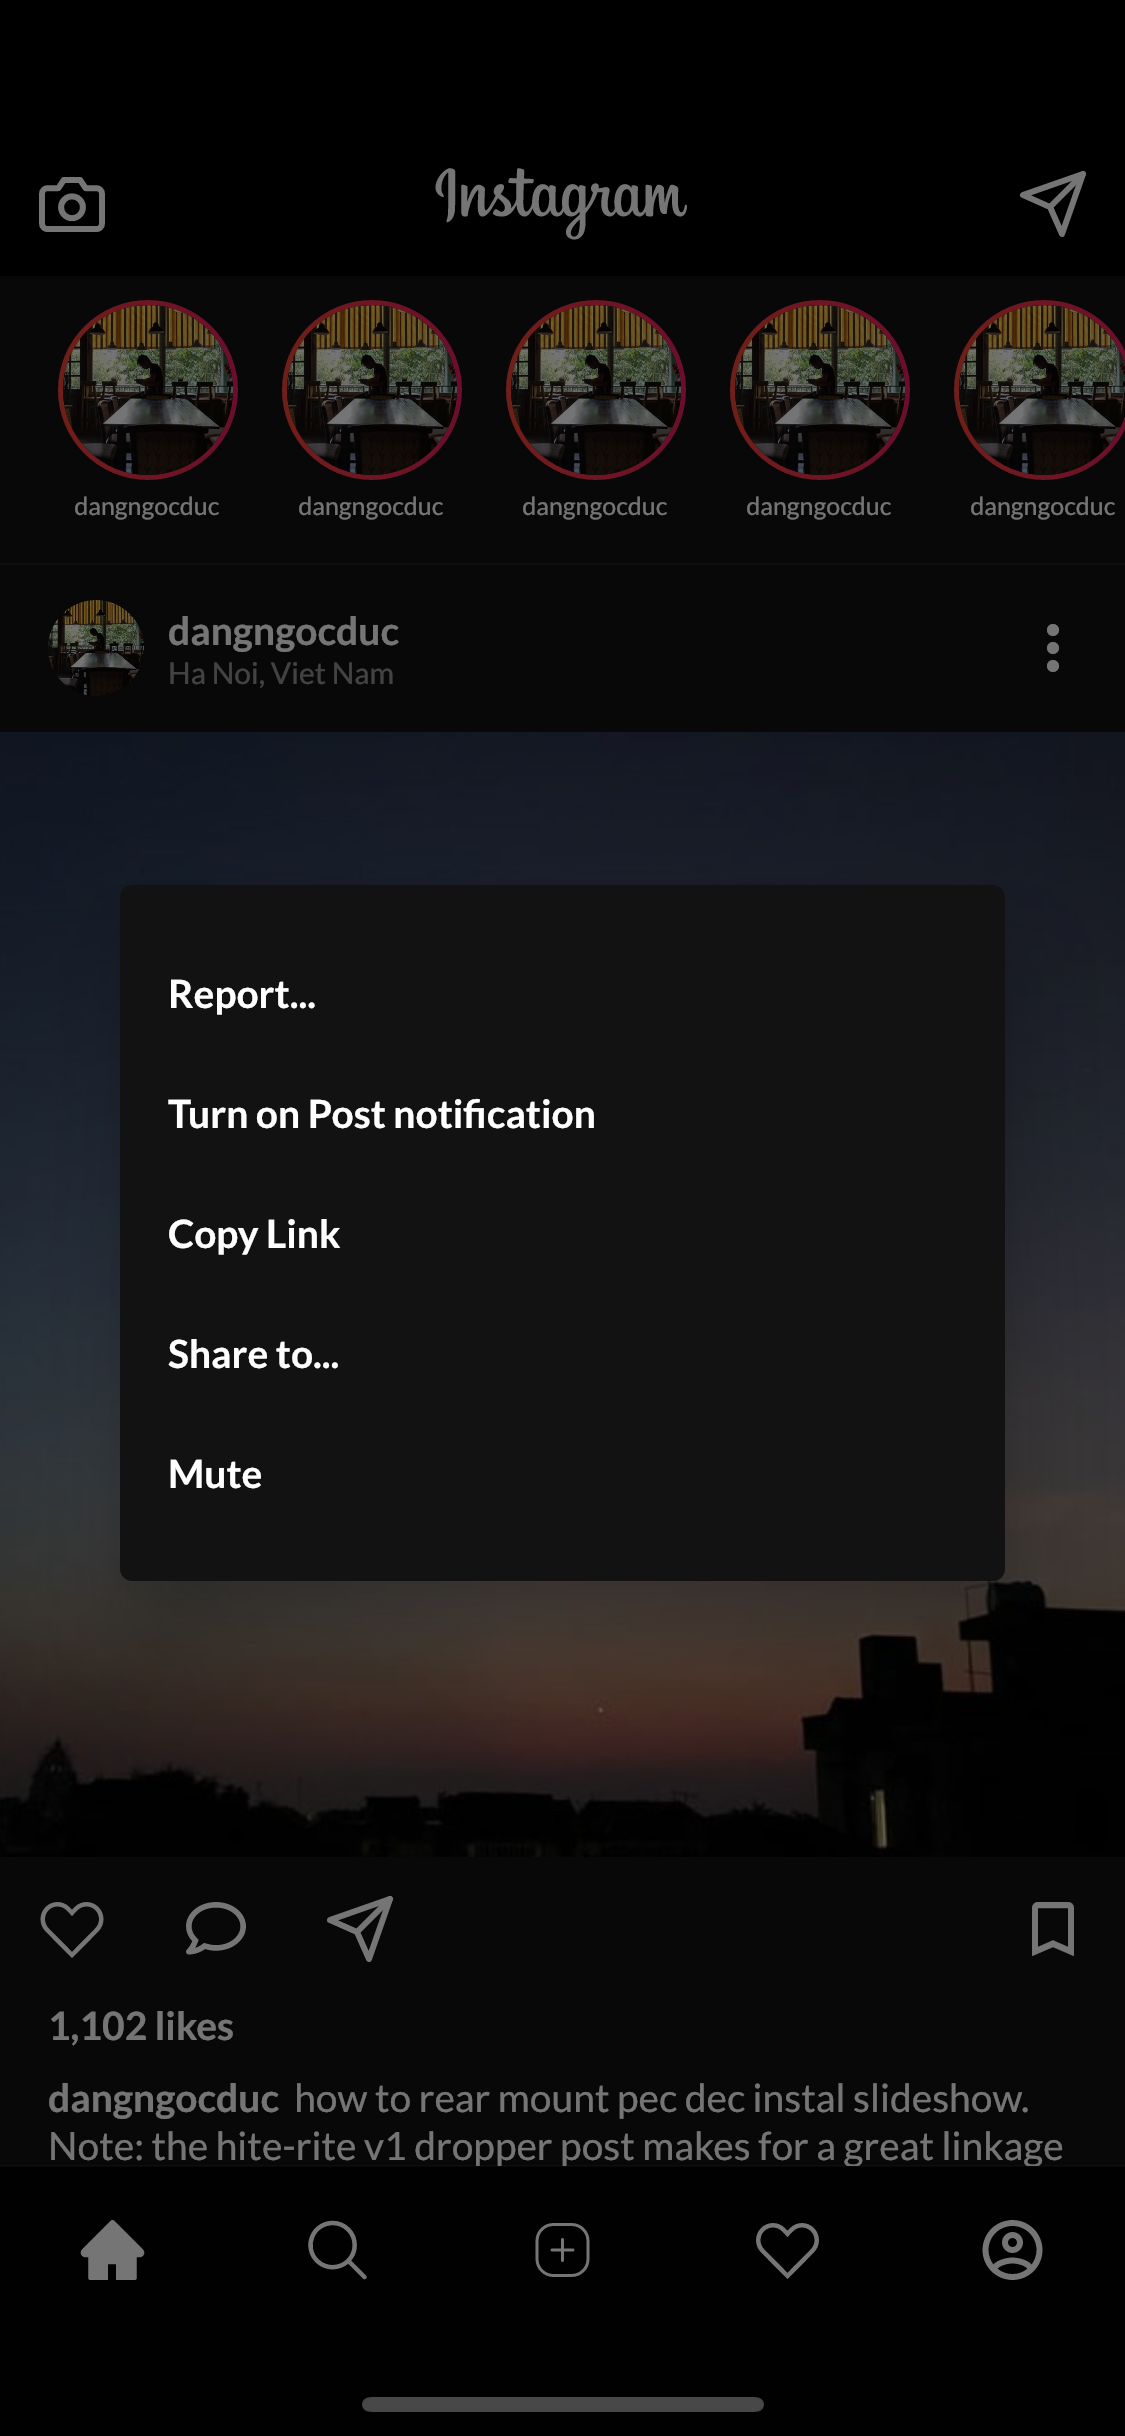 Instagram
dangngocduc
dangngocduc
dangngocduc
dangngocduc
dangngocduc
dangngocduc
Ha Noi, Viet Nam
Report...
Turn on Post notification
Copy Link
Share to...
Mute
1,102 likes
dangngocduc how to rear mount pec dec instal slideshow.
Note: the hite-rite v1 dropper post makes for a great linkage